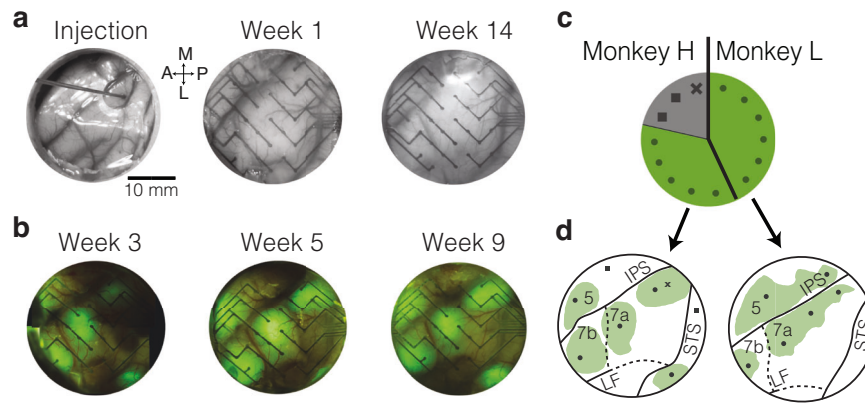 a
Injection
Week 1
Week 14
M
A P
L
10 mm
b
Week 3
Week 5
Week 9
c
Monkey H
Monkey L
d
5
IPS
7a
7b
LF
STS
5
IPS
7a
7b
LF
STS